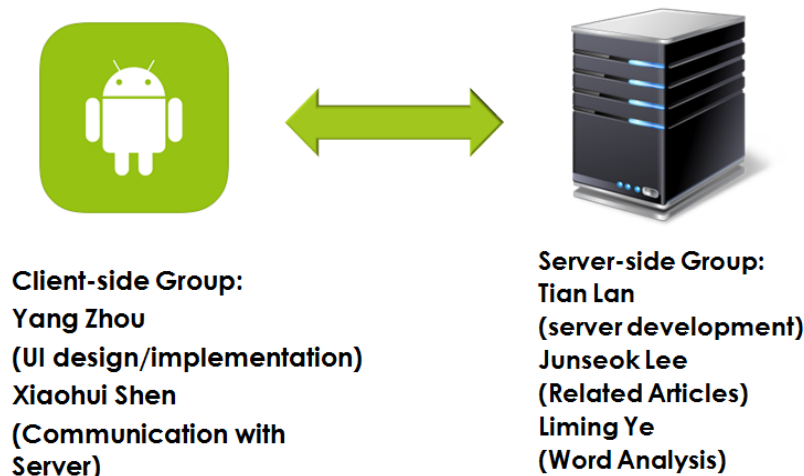 Client-side Group:
Yang Zhou
(UI design/implementation)
Xiaohui Shen
(Communication with
Server)
Server-side Group:
Tian Lan
(server development)
Junseok Lee
(Related Articles)
Liming Ye
(Word Analysis)